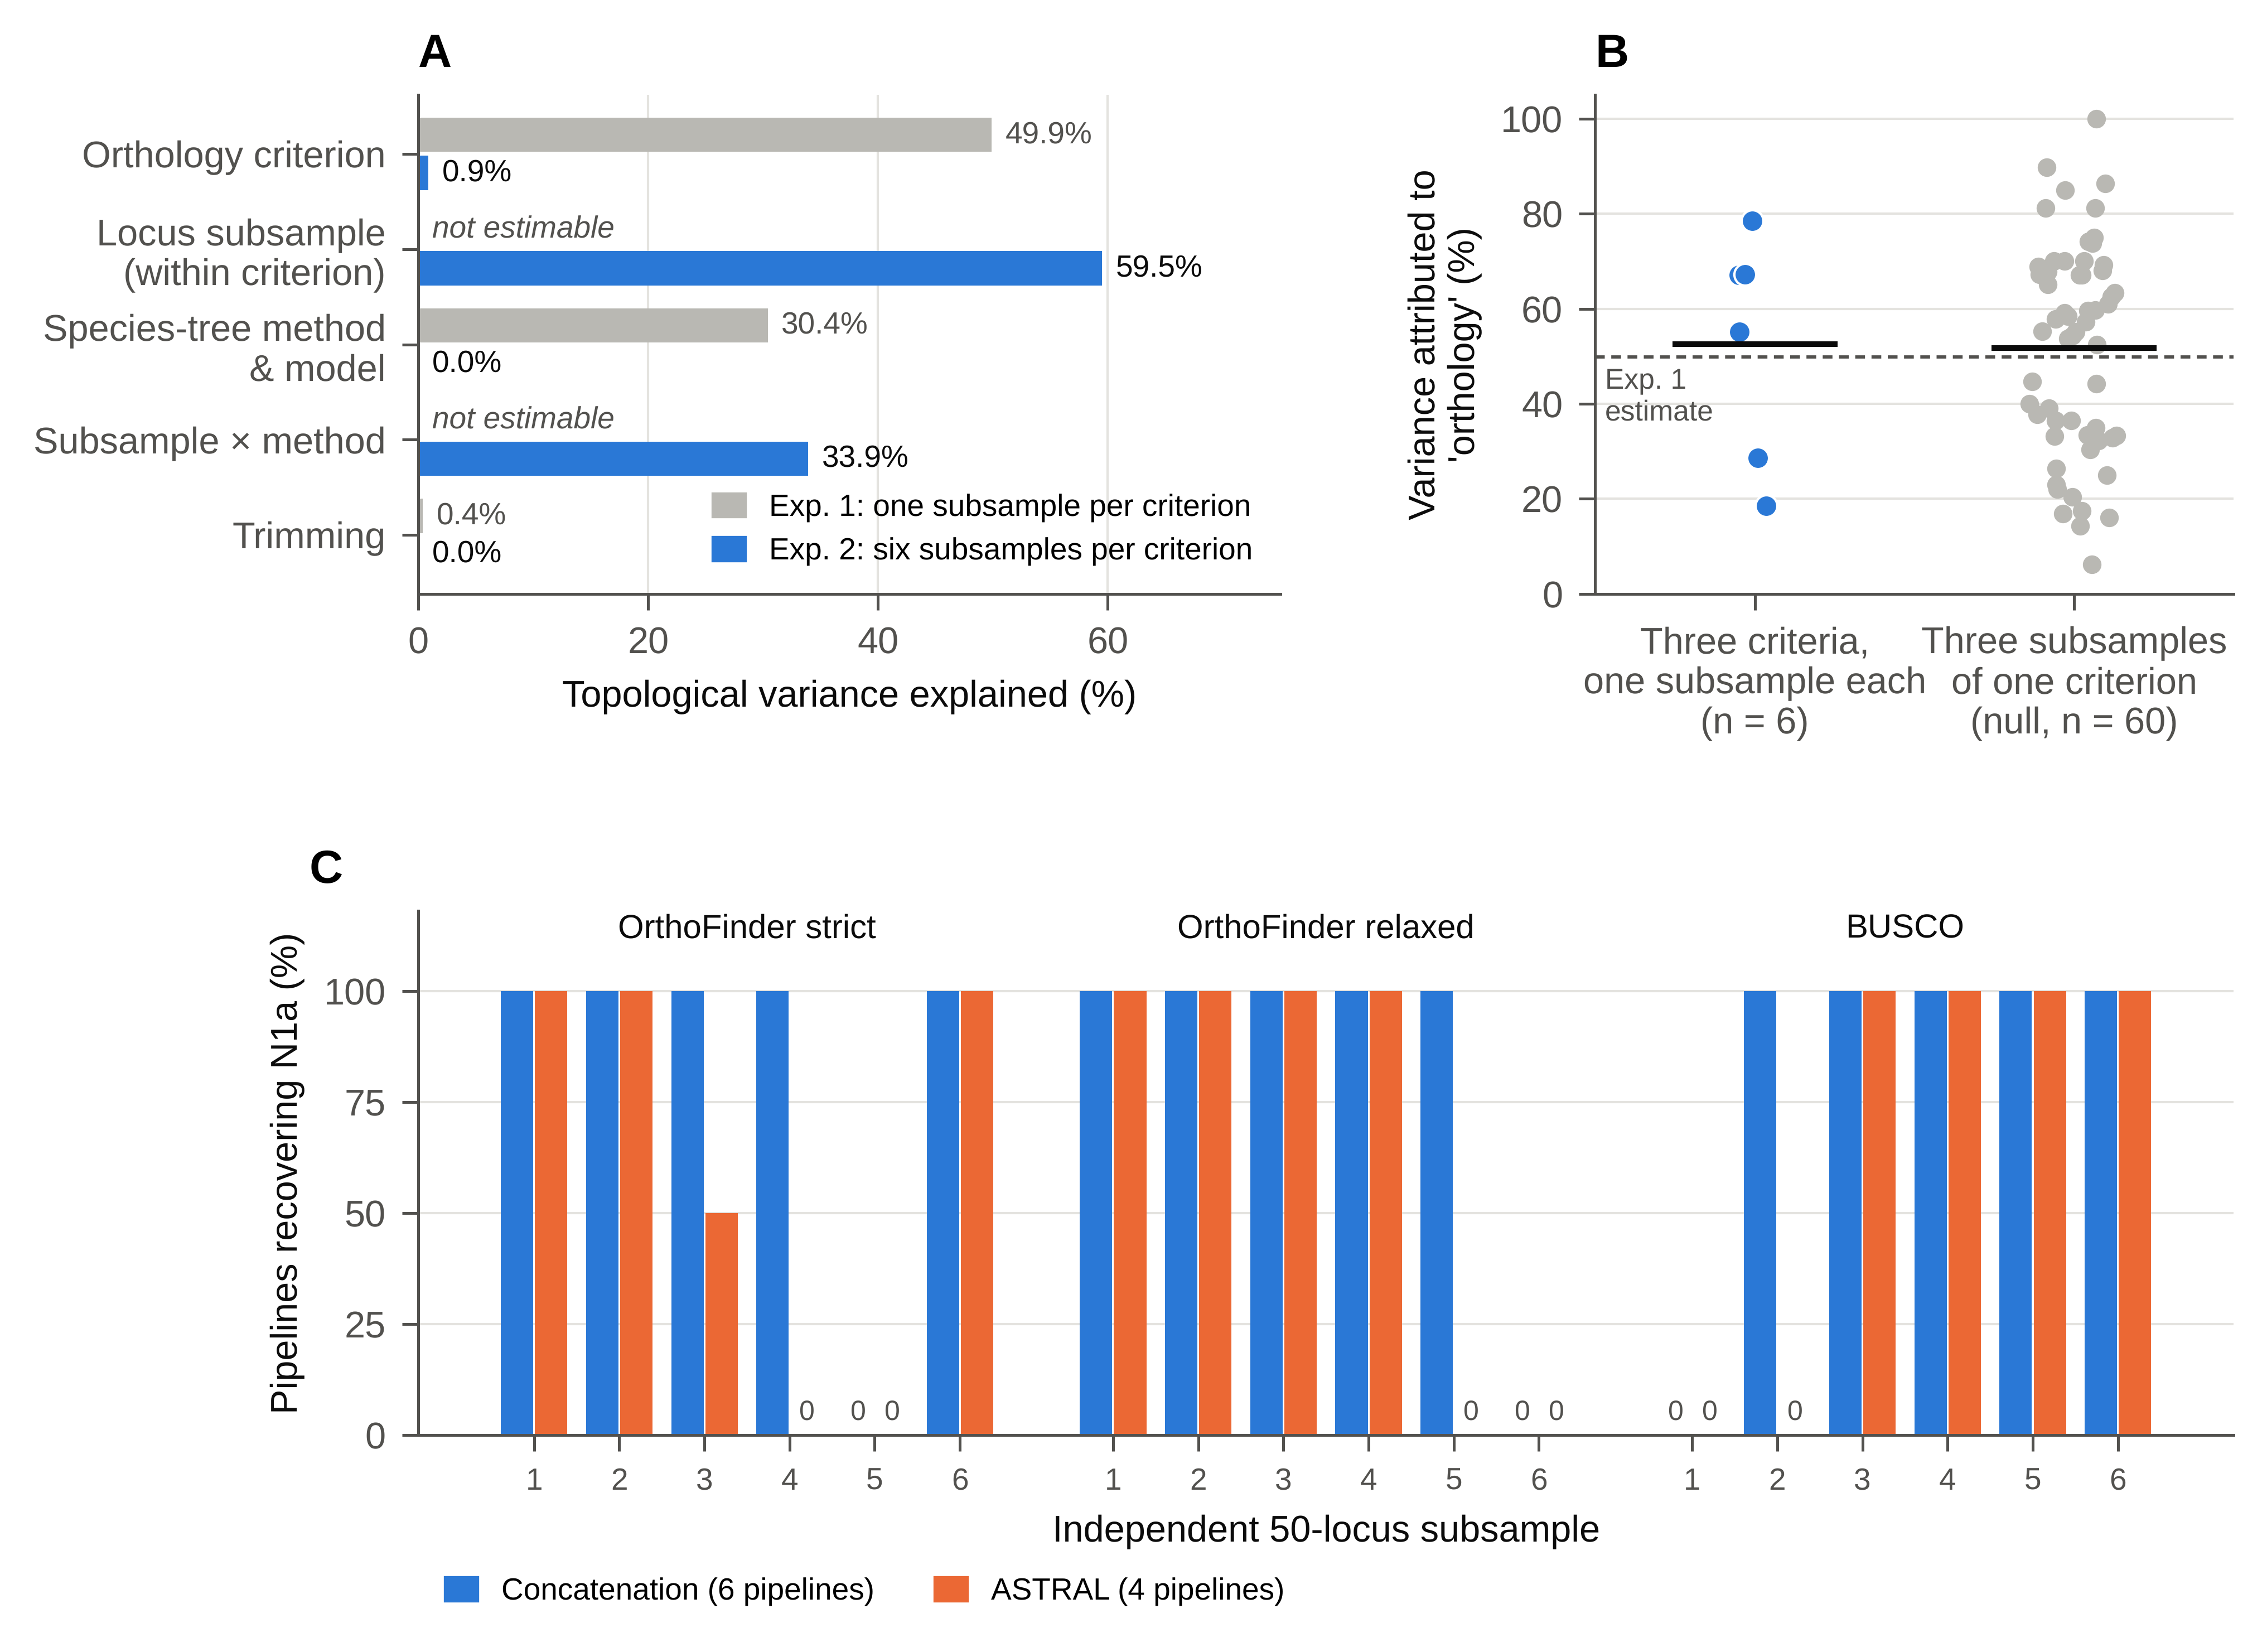 A
Orthology criterion
49.9%
0.9%
Locus subsample
(within criterion)
not estimable
59.5%
Species-tree method
& model
30.4%
0.0%
Subsample × method
not estimable
33.9%
Trimming
0.4%
0.0%
Exp. 1: one subsample per criterion
Exp. 2: six subsamples per criterion
0 20 40 60
Topological variance explained (%)
B
Variance attributed to
'orthology' (%)
100
80
60
40
20
0
Exp. 1
estimate
Three criteria,
one subsample each
(n = 6)
Three subsamples
of one criterion
(null, n = 60)
C
Pipelines recovering N1a (%)
OrthoFinder strict OrthoFinder relaxed BUSCO
100
75
50
25
0
0 0 0 0 0 0 0 0 0
1 2 3 4 5 6 1 2 3 4 5 6 1 2 3 4 5 6
Independent 50-locus subsample
Concatenation (6 pipelines) ASTRAL (4 pipelines)